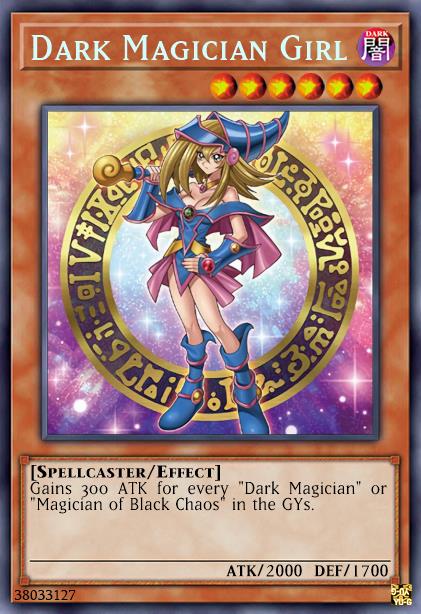 DARK MAGICIAN GIRL
DARK
闇
[SPELLCASTER/EFFECT]
Gains 300 ATK for every "Dark Magician" or
"Magician of Black Chaos" in the GYs.
ATK/2000 DEF/1700
38033127